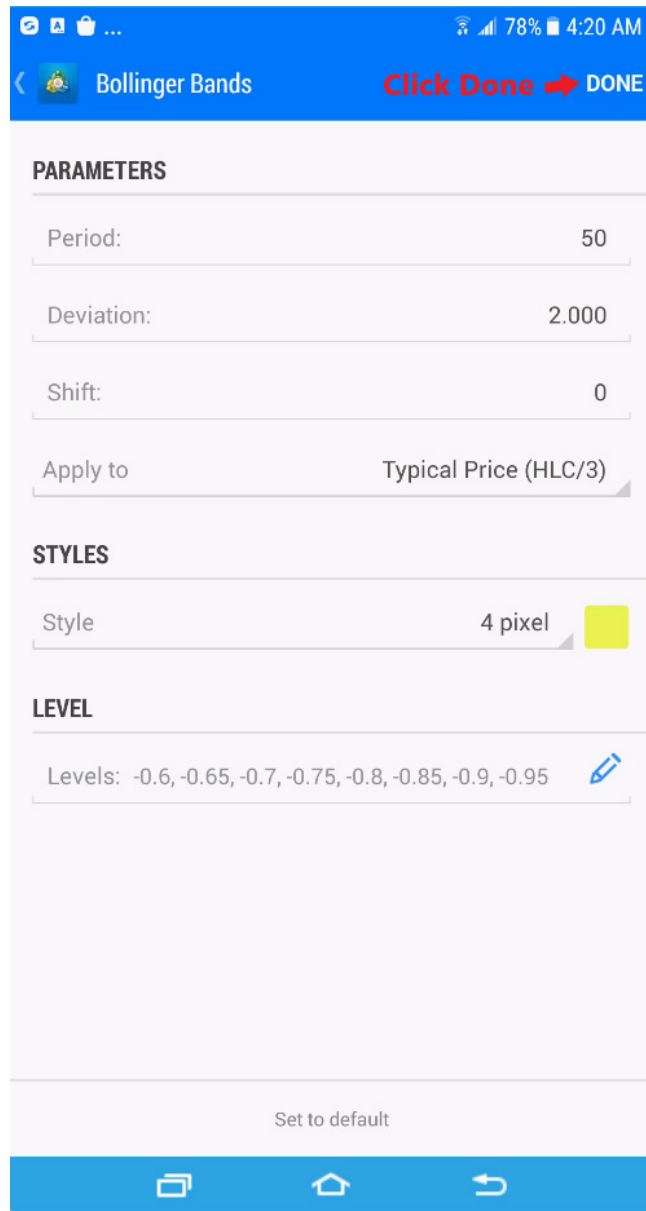 ... 78% 4:20 AM
Bollinger Bands Click Done DONE
PARAMETERS
Period: 50
Deviation: 2.000
Shift: 0
Apply to Typical Price (HLC/3)
STYLES
Style 4 pixel
LEVEL
Levels: -0.6, -0.65, -0.7, -0.75, -0.8, -0.85, -0.9, -0.95
Set to default